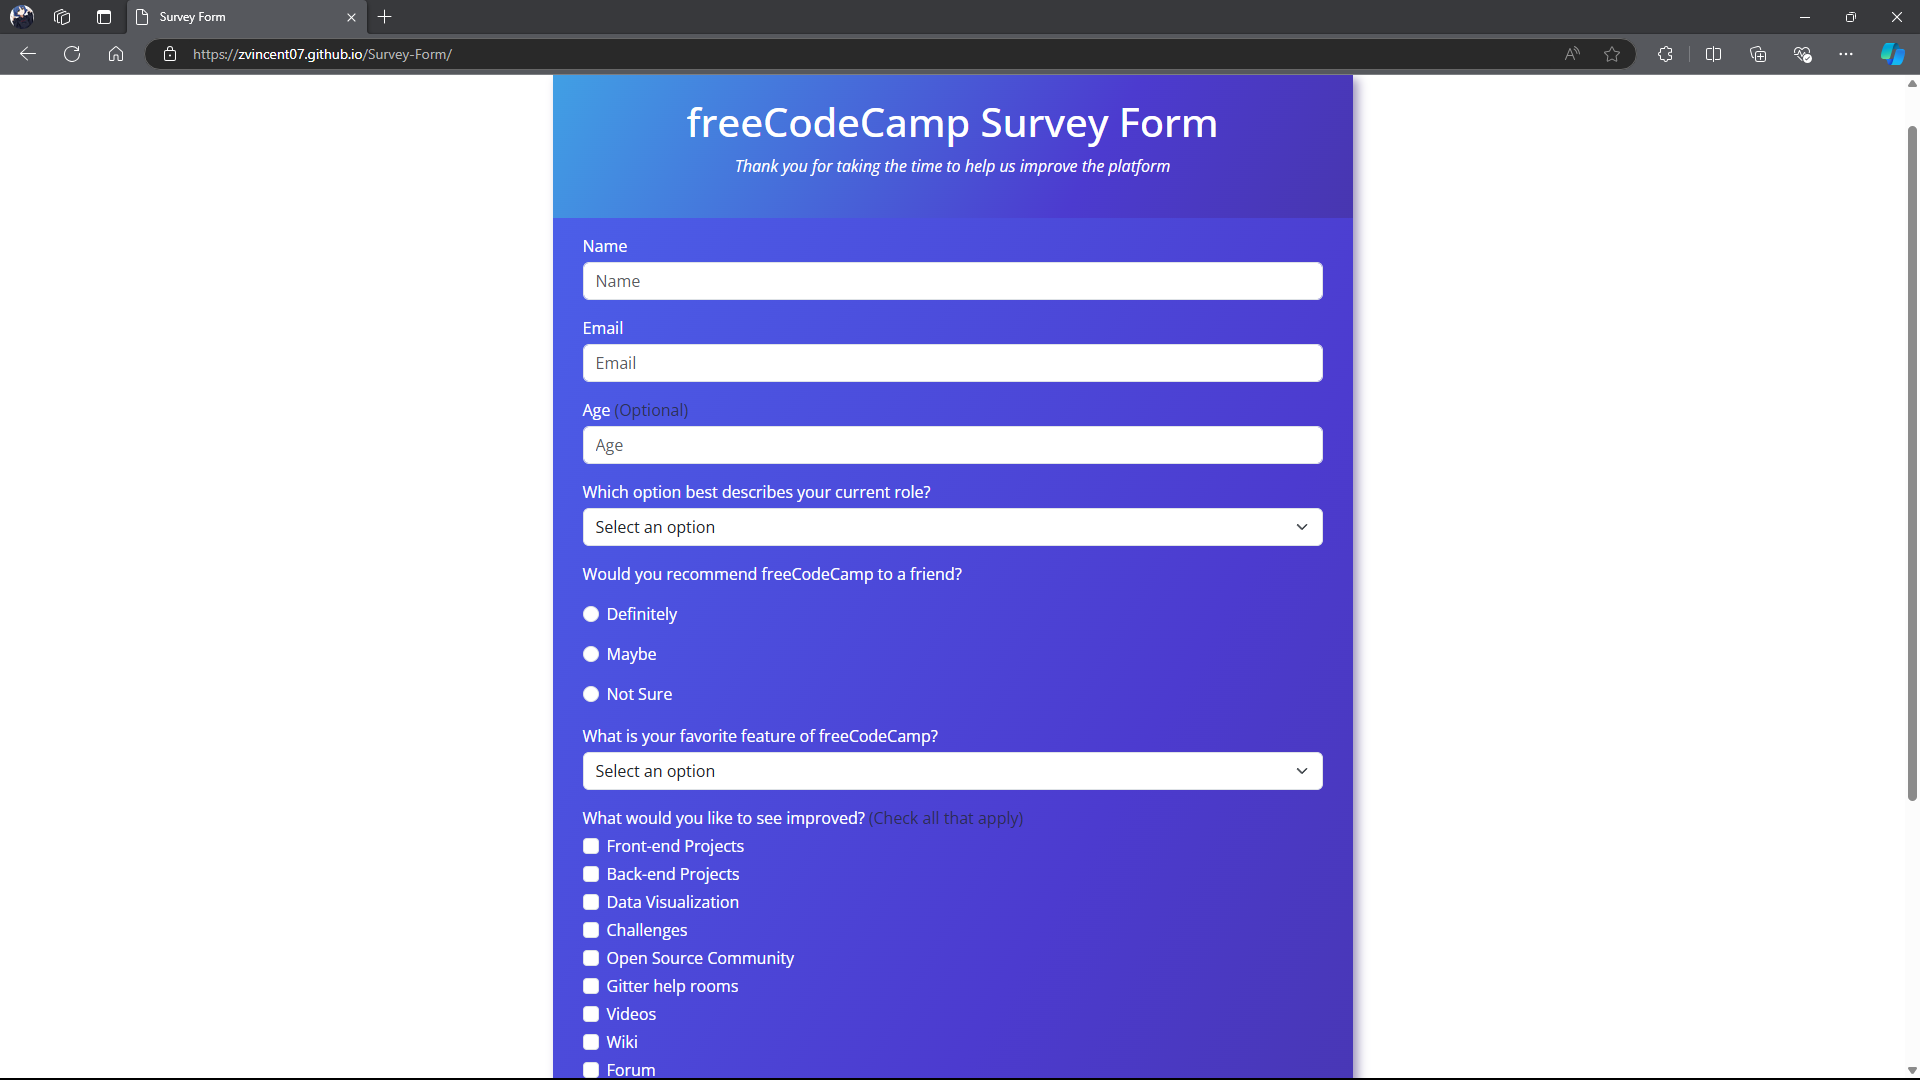 Survey Form
https://zvincent07.github.io/Survey-Form/
freeCodeCamp Survey Form
Thank you for taking the time to help us improve the platform
Name
Name
Email
Email
Age (Optional)
Age
Which option best describes your current role?
Select an option
Would you recommend freeCodeCamp to a friend?
Definitely
Maybe
Not Sure
What is your favorite feature of freeCodeCamp?
Select an option
What would you like to see improved? (Check all that apply)
Front-end Projects
Back-end Projects
Data Visualization
Challenges
Open Source Community
Gitter help rooms
Videos
Wiki
Forum